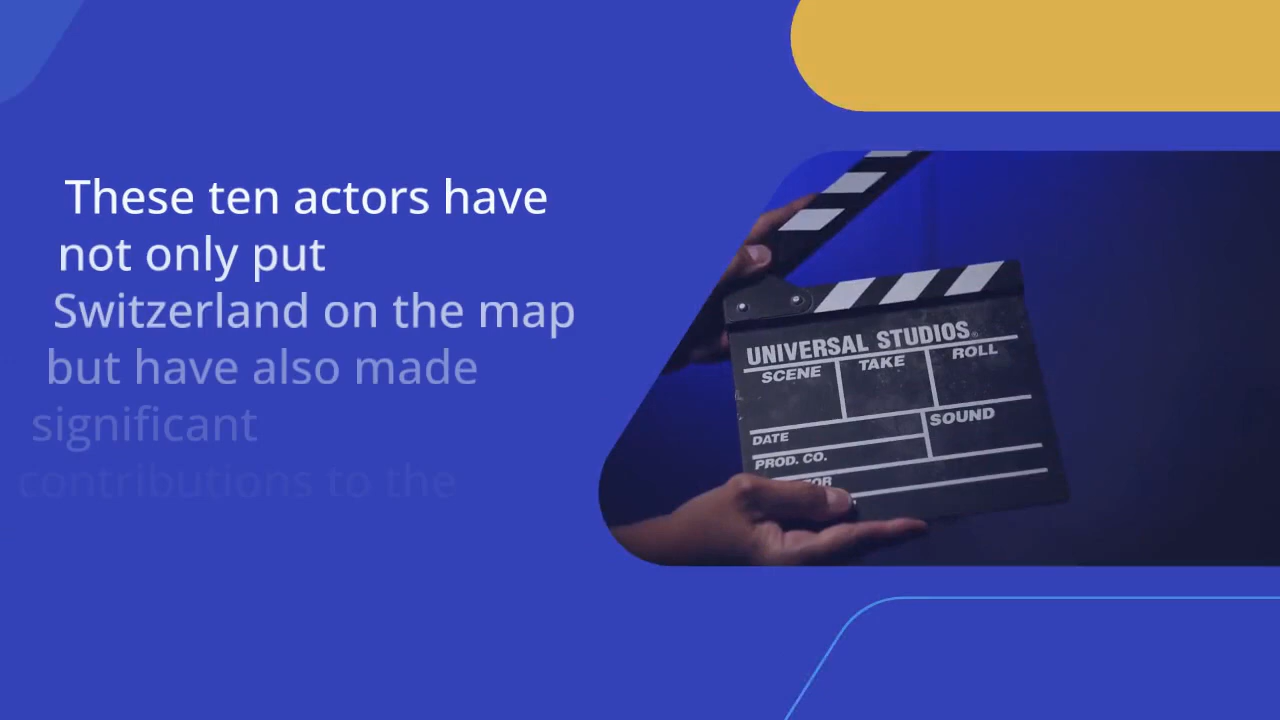 These ten actors have
not only put
Switzerland on the map
but have also made
significant
contributions to the
UNIVERSAL STUDIOS
SCENE
TAKE
ROLL
SOUND
DATE
PROD. CO.